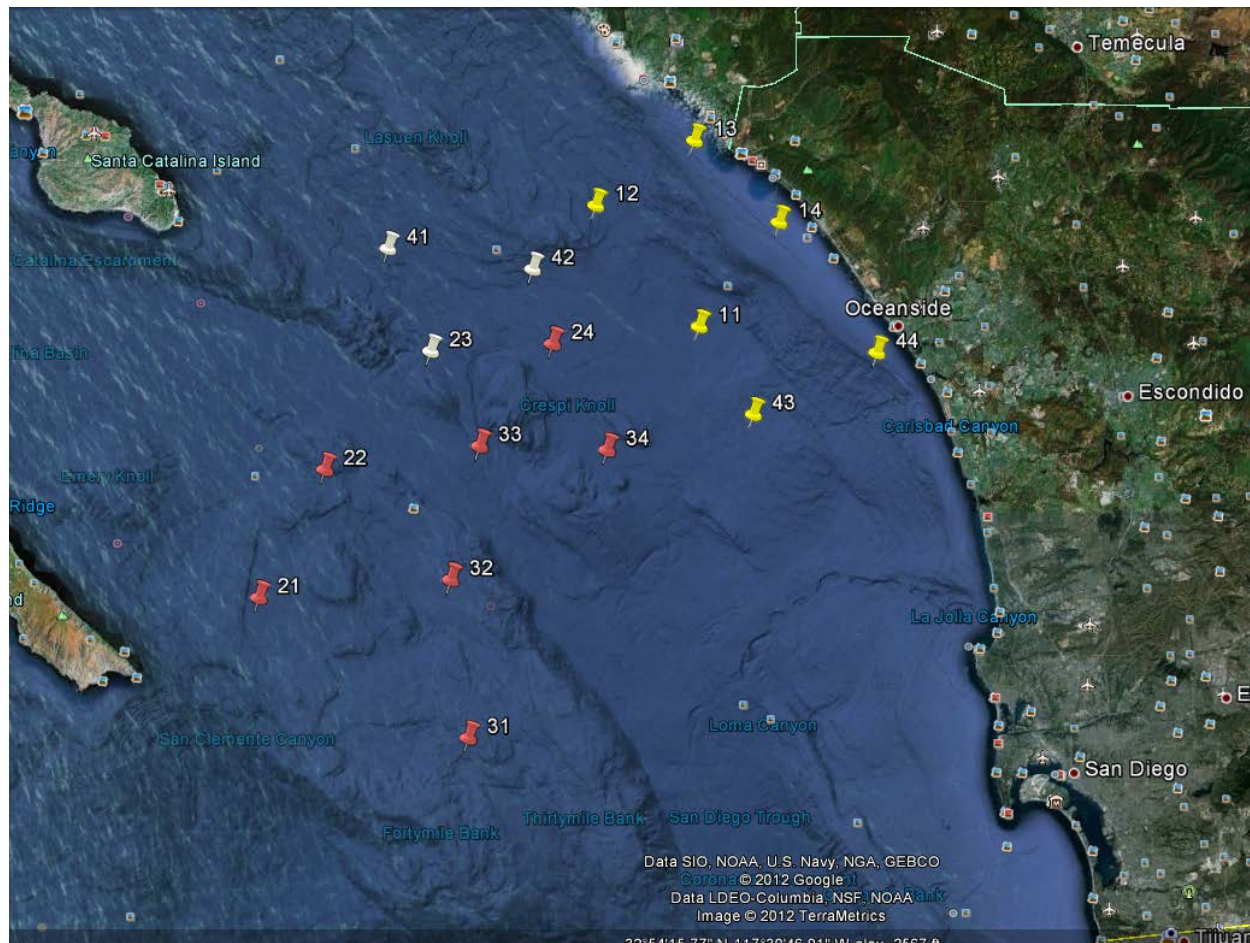 Temecula
13
Lasuen Knoll
Santa Catalina Island
12
14
41
42
Catalina Escarpment
11
Oceanside
23
24
44
Escondido
43
Crespi Knoll
Carlsbad Canyon
33
34
22
Emery Knoll
Ridge
32
21
La Jolla Canyon
31
Loma Canyon
San Clemente Canyon
San Diego
Thirtymile Bank
San Diego Trough
Fortymile Bank
Data SIO, NOAA, U.S. Navy, NGA, GEBCO
© 2012 Google
Data LDEO-Columbia, NSF, NOAA
Image © 2012 TerraMetrics